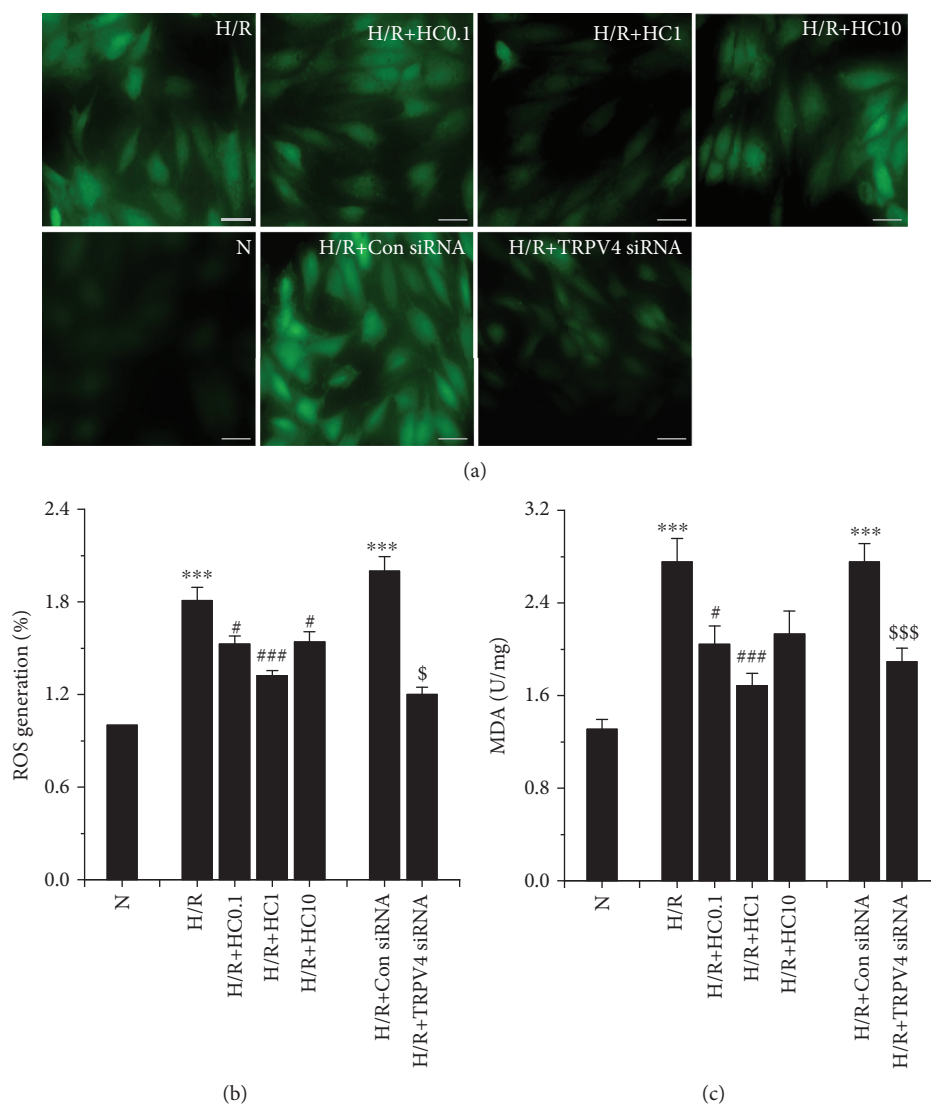 H/R
H/R+HC0.1
H/R+HC1
H/R+HC10
N
H/R+Con siRNA
H/R+TRPV4 siRNA
(a)
ROS generation (%)
2.4
1.8
1.2
0.6
0.0
***
#
###
#
***
$
N
H/R
H/R+HC0.1
H/R+HC1
H/R+HC10
H/R+Con siRNA
H/R+TRPV4 siRNA
(b)
MDA (U/mg)
3.2
2.4
1.6
0.8
0.0
***
#
###
***
$$$
N
H/R
H/R+HC0.1
H/R+HC1
H/R+HC10
H/R+Con siRNA
H/R+TRPV4 siRNA
(c)